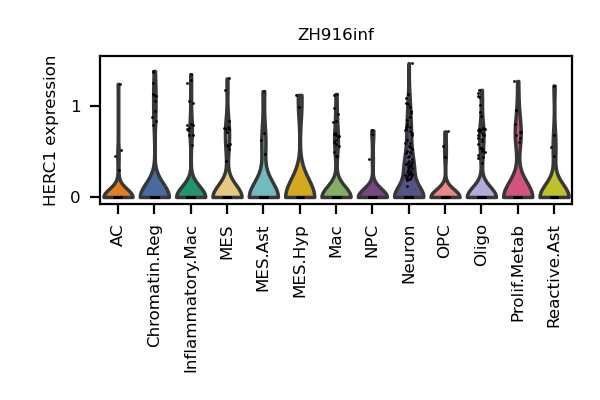 ZH916inf
HERC1 expression
1
0
AC
Chromatin.Reg
Inflammatory.Mac
MES
MES.Ast
MES.Hyp
Mac
NPC
Neuron
OPC
Oligo
Prolif.Metab
Reactive.Ast